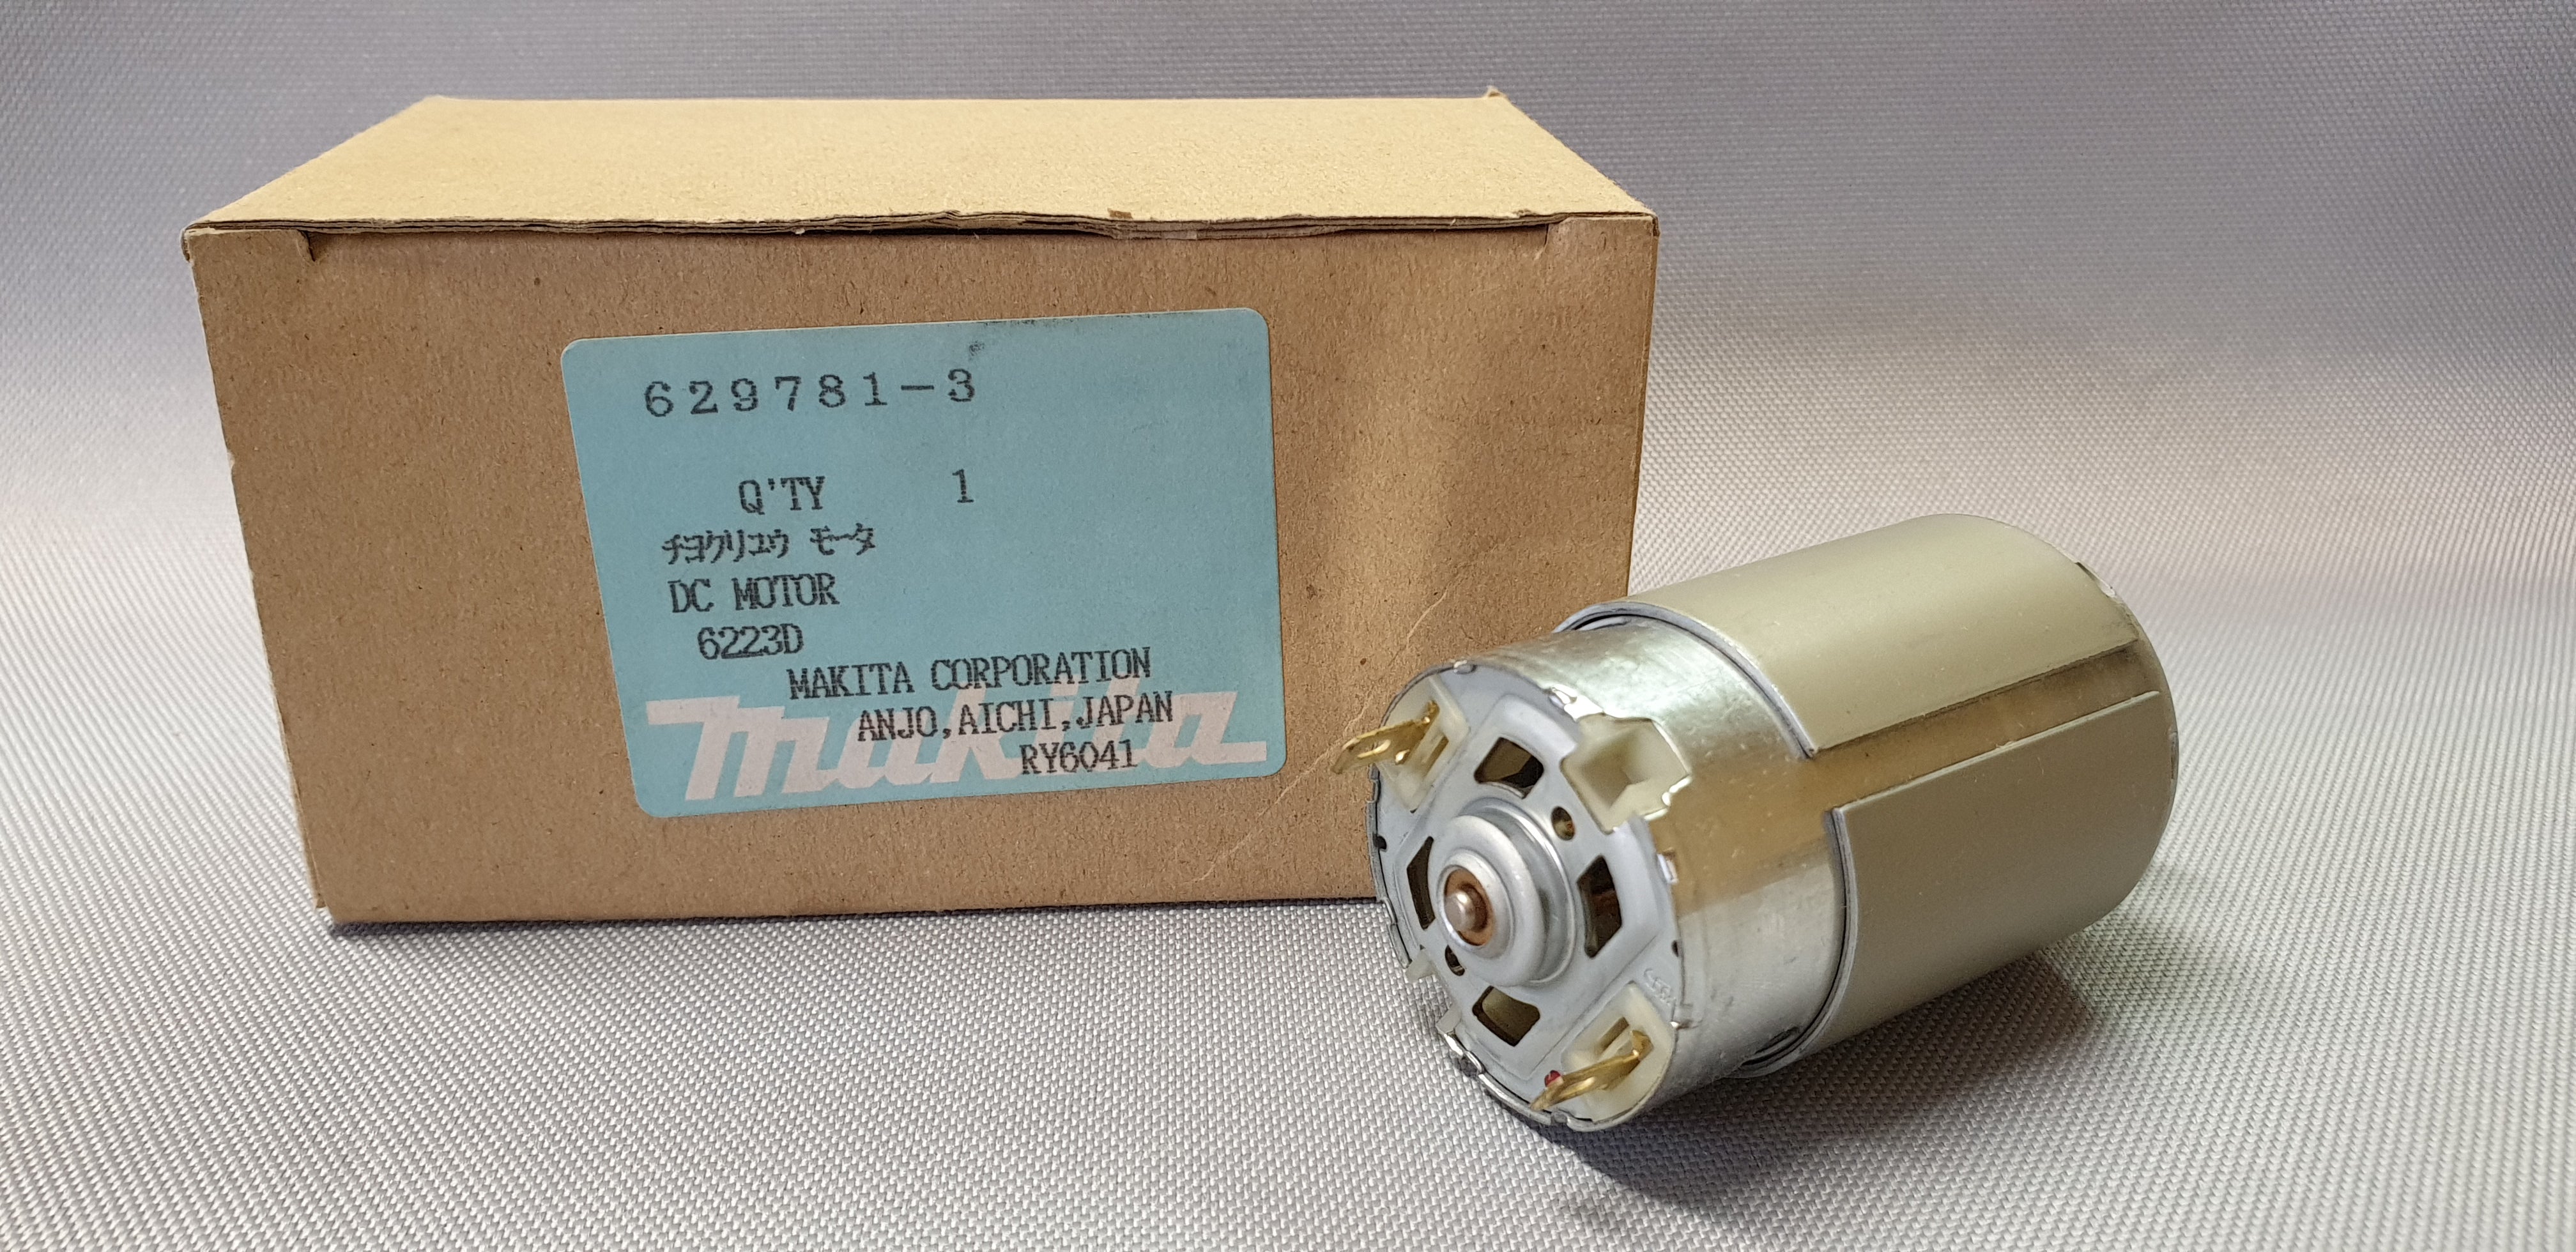 629781-3
Q'TY 1
チヨクリユウ モータ
DC MOTOR
6223D
MAKITA CORPORATION
ANJO,AICHI,JAPAN
RY6041
makita